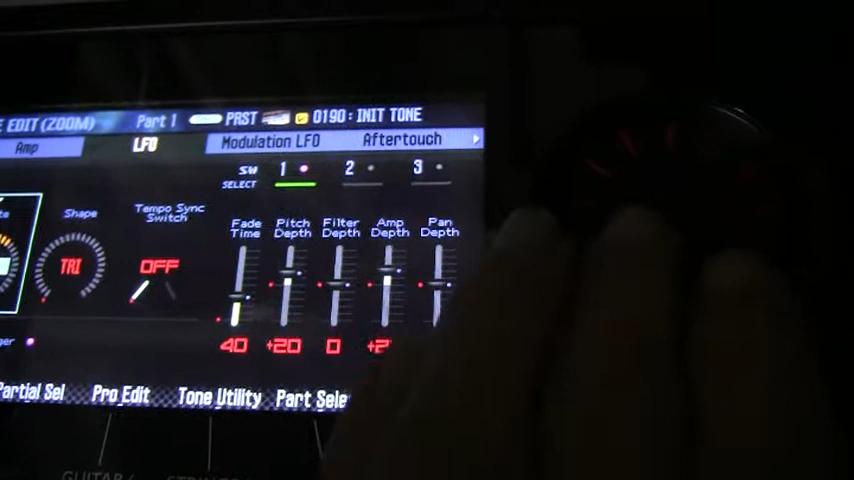 EDIT (ZOOM) Part 1 PRST 0190: INIT TONE
Amp LFO Modulation LFO Aftertouch
SW 1 2 3
SELECT
Shape
Tempo Sync
Switch
Fade Time
Pitch Depth
Filter Depth
Amp Depth
Pan Depth
TRI
OFF
40 +20 0
Partial Sel Pro Edit Tone Utility Part Sele
GUITAR/